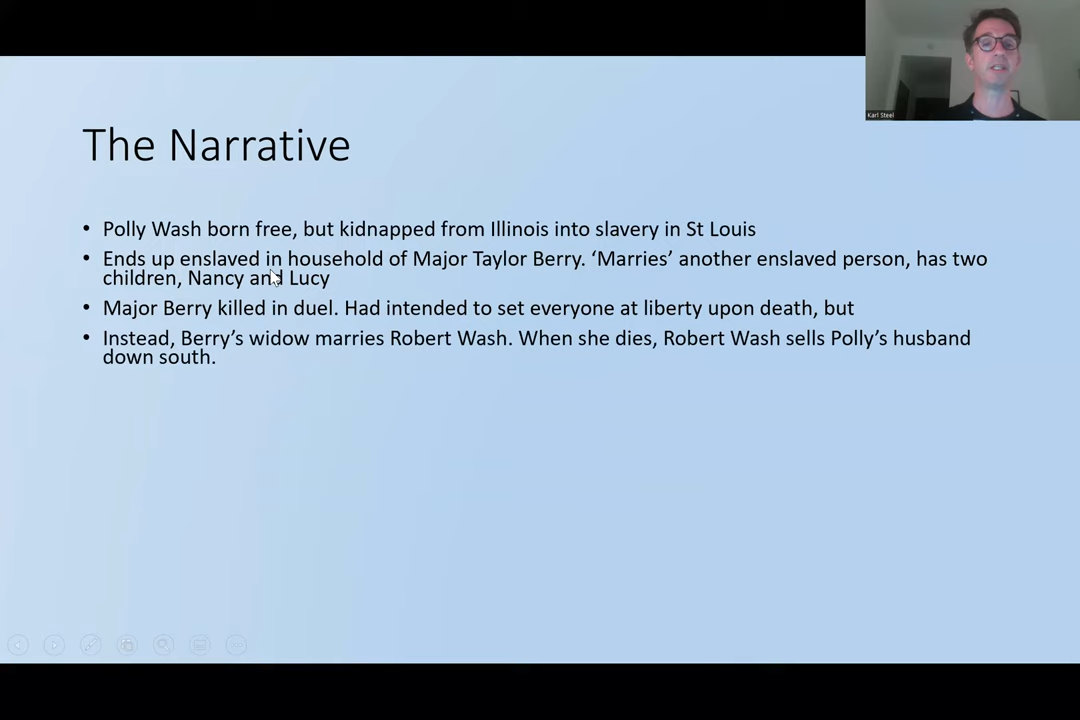 Karl Steel
The Narrative
• Polly Wash born free, but kidnapped from Illinois into slavery in St Louis
• Ends up enslaved in household of Major Taylor Berry. ‘Marries’ another enslaved person, has two
children, Nancy and Lucy
• Major Berry killed in duel. Had intended to set everyone at liberty upon death, but
• Instead, Berry’s widow marries Robert Wash. When she dies, Robert Wash sells Polly’s husband
down south.